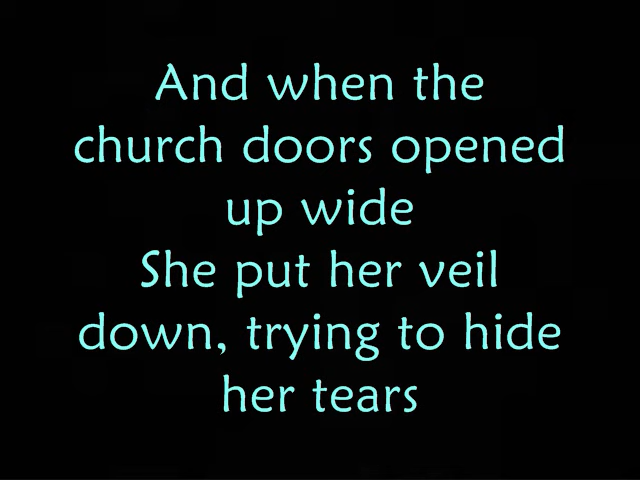 And when the
church doors opened
up wide
She put her veil
down, trying to hide
her tears